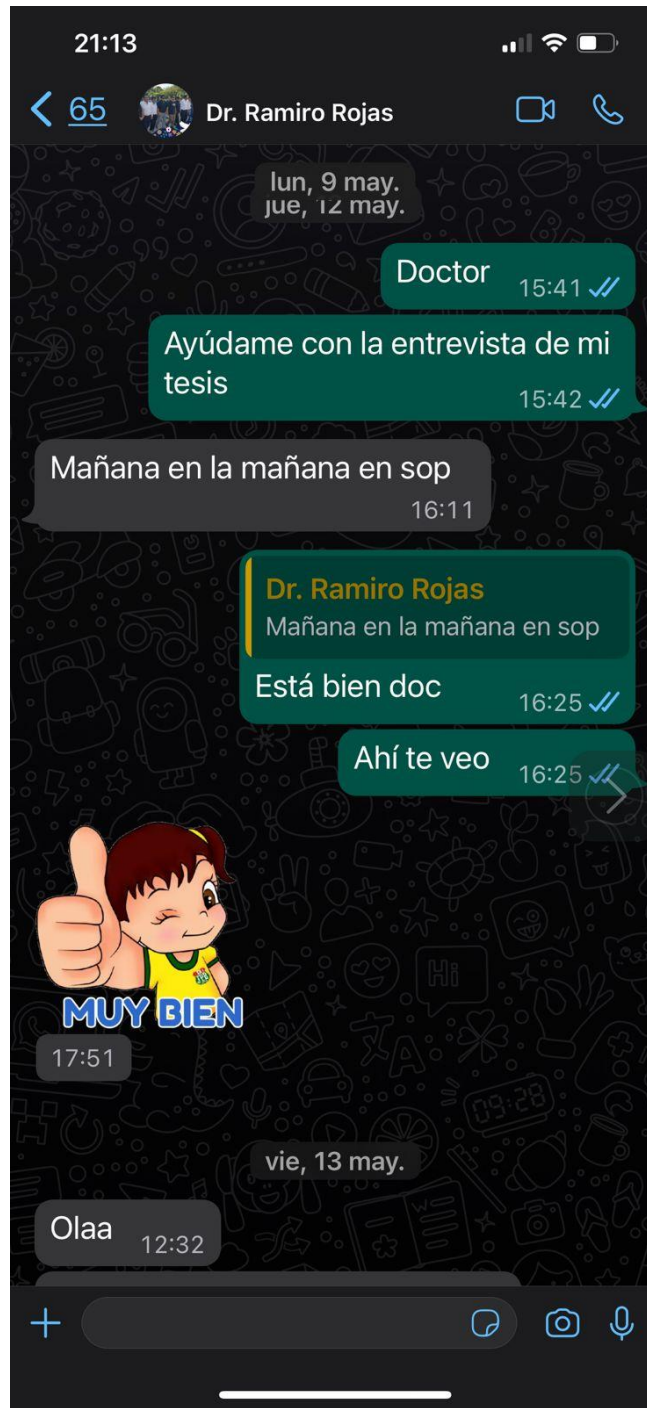 21:13
65
Dr. Ramiro Rojas
lun, 9 may.
jue, 12 may.
Doctor 15:41
Ayúdame con la entrevista de mi
tesis
15:42
Mañana en la mañana en sop
16:11
Dr. Ramiro Rojas
Mañana en la mañana en sop
Está bien doc 16:25
Ahí te veo 16:25
MUY BIEN
17:51
Hi
09:28
vie, 13 may.
Olaa 12:32